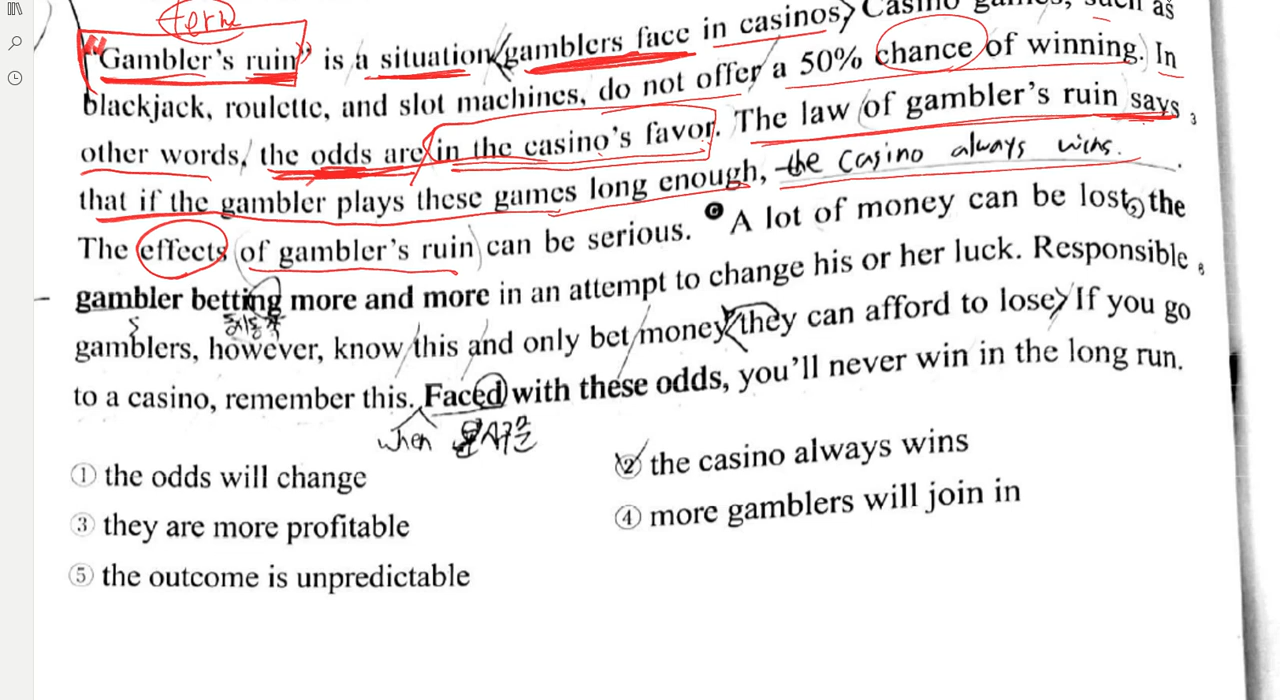 term
"Gambler's ruin" is a situation gamblers face in casinos. Casino games, such as
blackjack, roulette, and slot machines, do not offer a 50% chance of winning. In
other words, the odds are in the casino's favor. The law of gambler's ruin says
that if the gambler plays these games long enough, the casino always wins.
The effects of gambler's ruin can be serious. A lot of money can be lost, the
gambler betting more and more in an attempt to change his or her luck. Responsible
gamblers, however, know this and only bet money they can afford to lose. If you go
to a casino, remember this. Faced with these odds, you'll never win in the long run.
when 분사구문
① the odds will change
② the casino always wins
③ they are more profitable
④ more gamblers will join in
⑤ the outcome is unpredictable